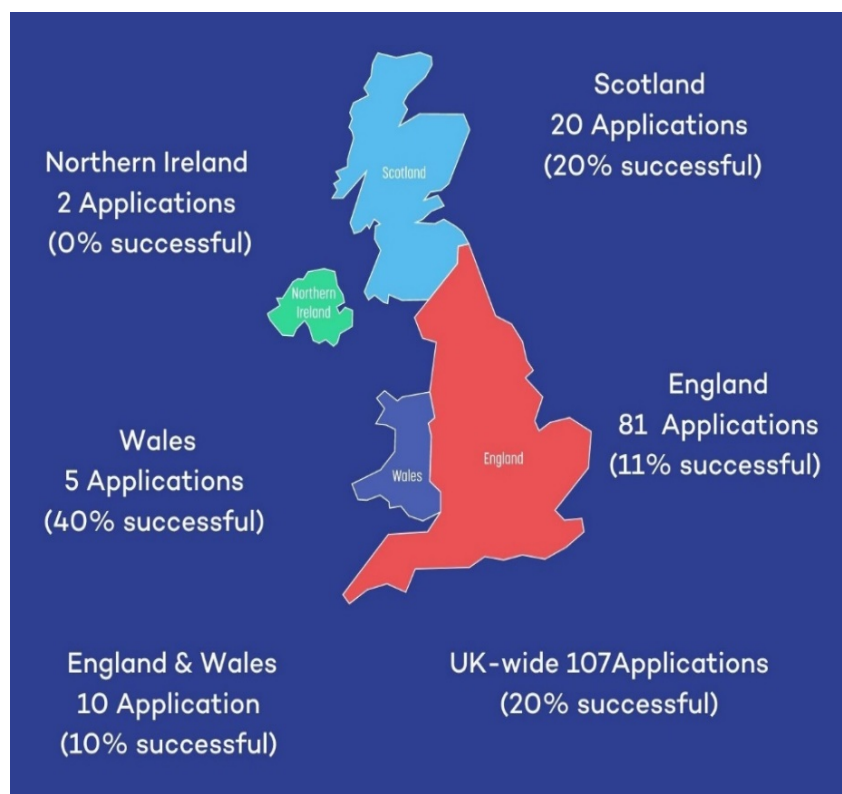 Scotland
20 Applications
(20% successful)
Northern Ireland
2 Applications
(0% successful)
Scotland
Northern
Ireland
England
81 Applications
(11% successful)
Wales
5 Applications
(40% successful)
England
Wales
England & Wales
10 Application
(10% successful)
UK-wide 107Applications
(20% successful)